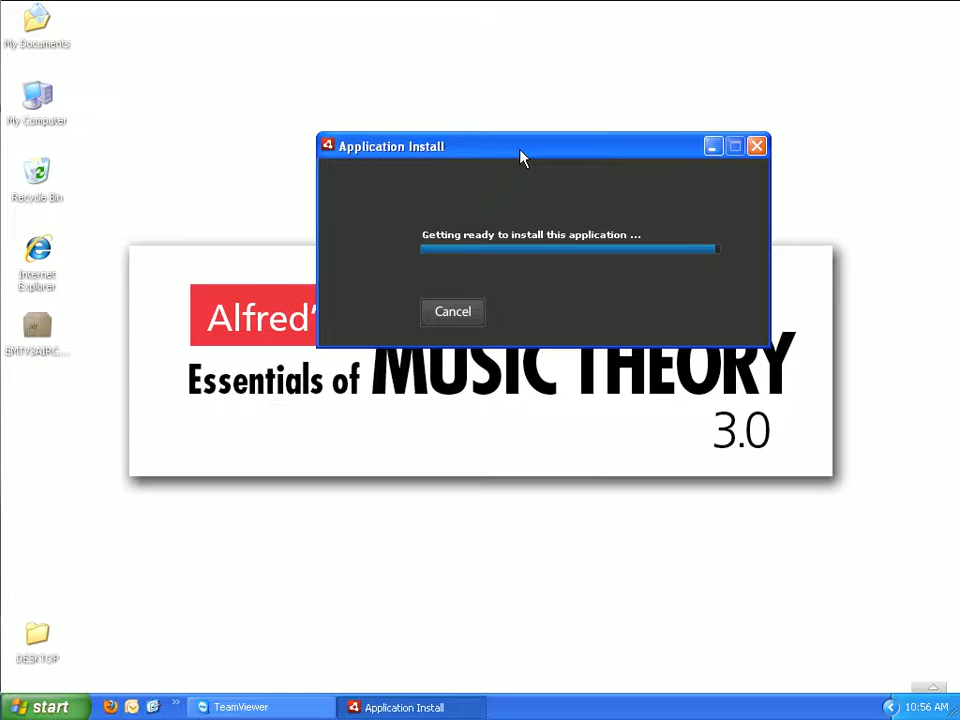 My Documents
My Computer
Recycle Bin
Internet
Explorer
EMTV3AIRC...
DESKTOP
Application Install
Getting ready to install this application ...
Cancel
Alfred'
Essentials of MUSIC THEORY
3.0
start
TeamViewer
Application Install
10:56 AM